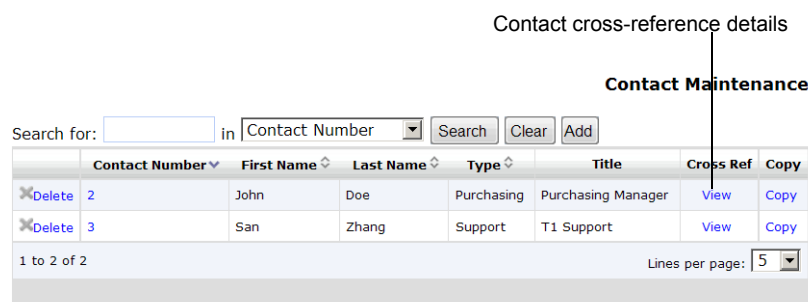 Contact cross-reference details
Contact Maintenance
Search for: in Contact Number Search Clear Add
Contact Number First Name Last Name Type Title Cross Ref Copy
Delete 2 John Doe Purchasing Purchasing Manager View Copy
Delete 3 San Zhang Support T1 Support View Copy
1 to 2 of 2 Lines per page: 5